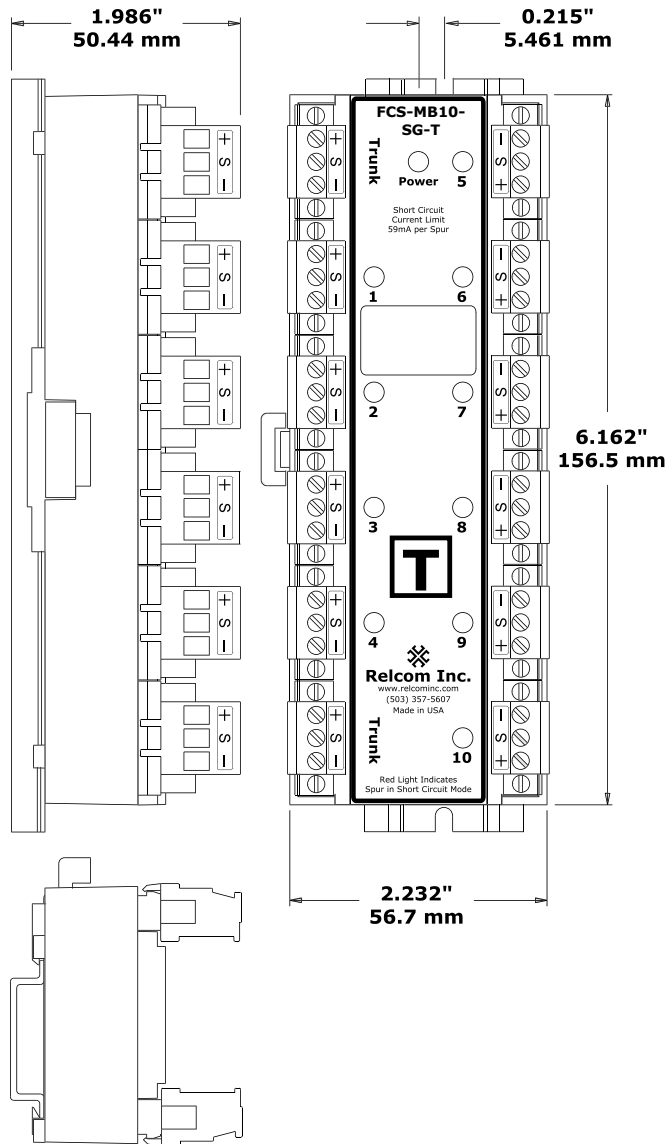 1.986"
50.44 mm
0.215"
5.461 mm
FCS-MB10-
SG-T
Trunk
Power
5
Short Circuit
Current Limit
59mA per Spur
1
6
2
7
3
8
T
4
9
Relcom Inc.
www.relcominc.com
(503) 357-5607
Made in USA
Trunk
10
Red Light Indicates
Spur in Short Circuit Mode
+ S −
+ S −
+ S −
+ S −
+ S −
+ S −
+ S −
+ S −
+ S −
+ S −
+ S −
+ S −
− S +
− S +
− S +
− S +
− S +
− S +
6.162"
156.5 mm
2.232"
56.7 mm